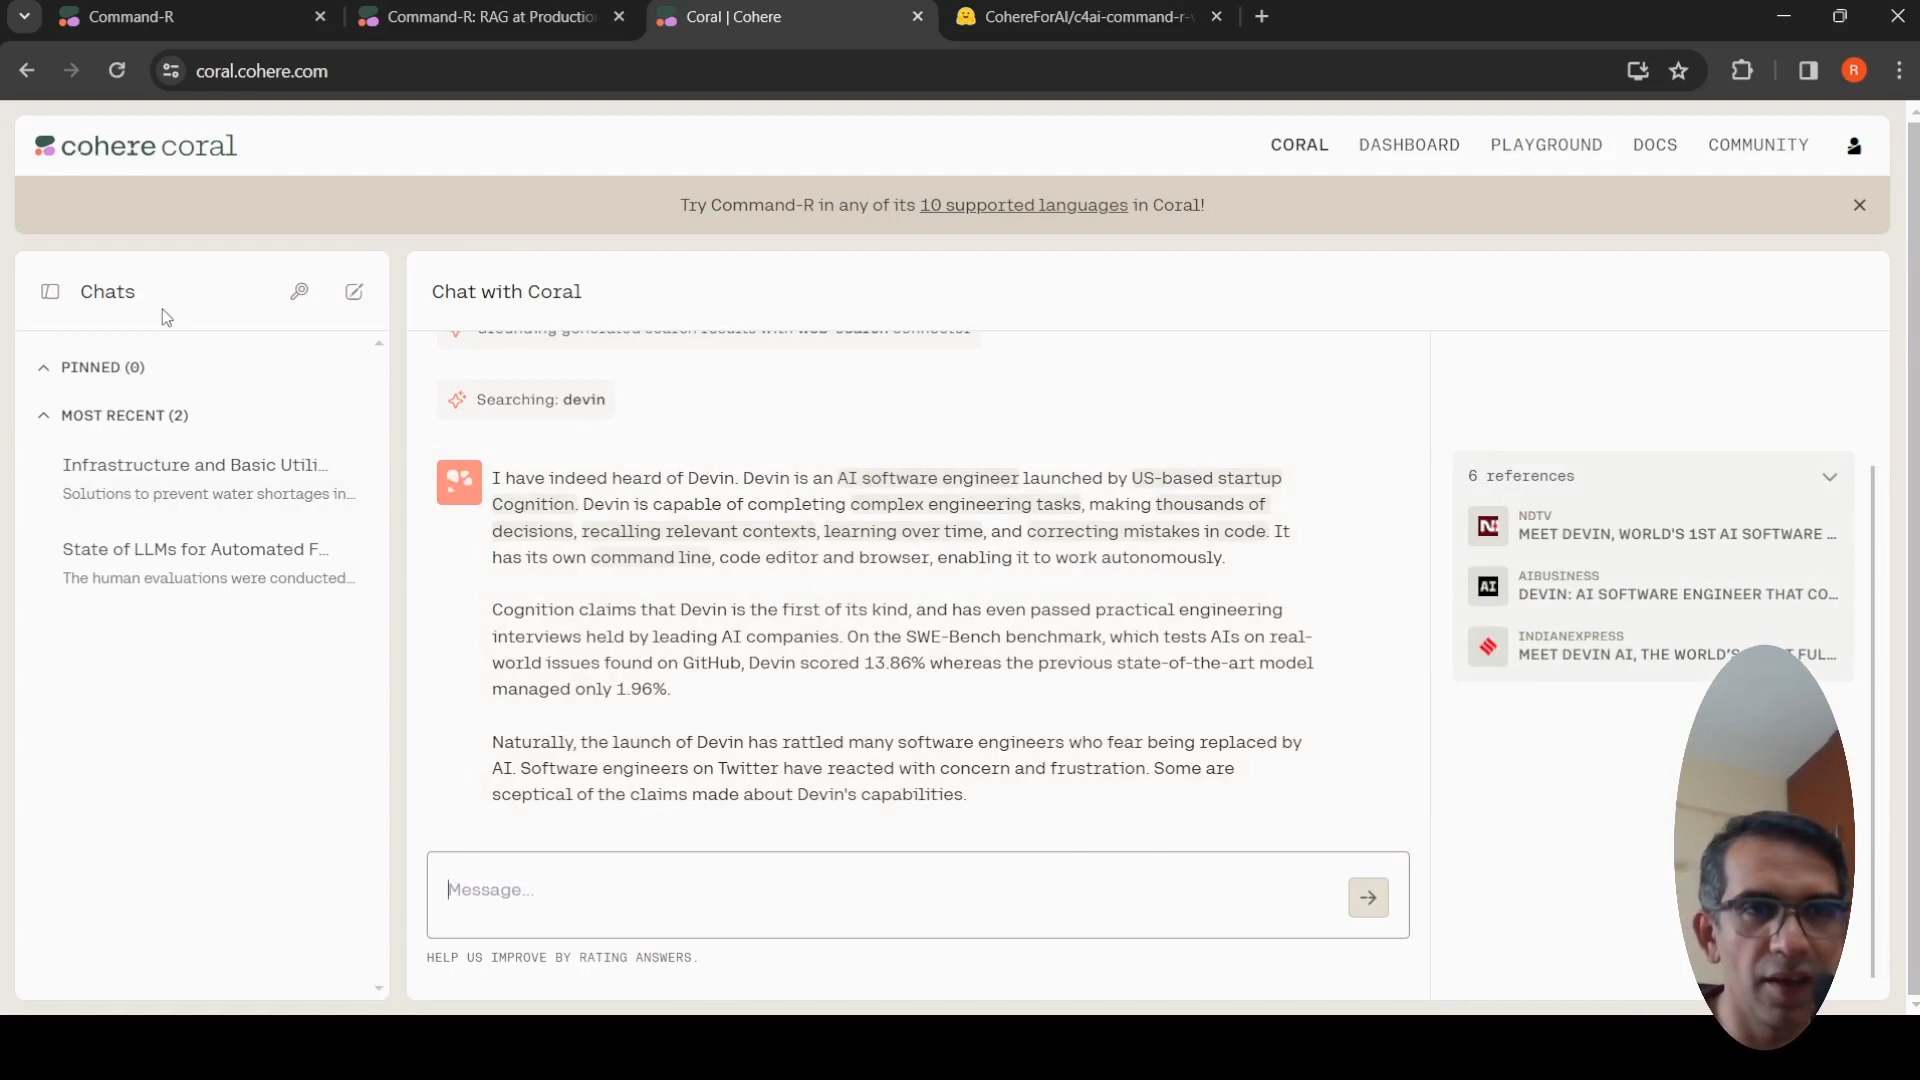 Command-R
Command-R: RAG at Productio
Coral | Cohere
CohereForAI/c4ai-command-r-v
coral.cohere.com
R
cohere coral
CORAL
DASHBOARD
PLAYGROUND
DOCS
COMMUNITY
Try Command-R in any of its 10 supported languages in Coral!
Chats
PINNED (0)
MOST RECENT (2)
Infrastructure and Basic Utili...
Solutions to prevent water shortages in...
State of LLMs for Automated F...
The human evaluations were conducted...
Chat with Coral
Grounding generated search results with web-search connector
Searching: devin
I have indeed heard of Devin. Devin is an AI software engineer launched by US-based startup
Cognition. Devin is capable of completing complex engineering tasks, making thousands of
decisions, recalling relevant contexts, learning over time, and correcting mistakes in code. It
has its own command line, code editor and browser, enabling it to work autonomously.
Cognition claims that Devin is the first of its kind, and has even passed practical engineering
interviews held by leading AI companies. On the SWE-Bench benchmark, which tests AIs on real-
world issues found on GitHub, Devin scored 13.86% whereas the previous state-of-the-art model
managed only 1.96%.
Naturally, the launch of Devin has rattled many software engineers who fear being replaced by
AI. Software engineers on Twitter have reacted with concern and frustration. Some are
sceptical of the claims made about Devin's capabilities.
Message...
HELP US IMPROVE BY RATING ANSWERS.
6 references
N
NDTV
MEET DEVIN, WORLD'S 1ST AI SOFTWARE ...
AI
AIBUSINESS
DEVIN: AI SOFTWARE ENGINEER THAT CO...
INDIANEXPRESS
MEET DEVIN AI, THE WORLD'S FUL...